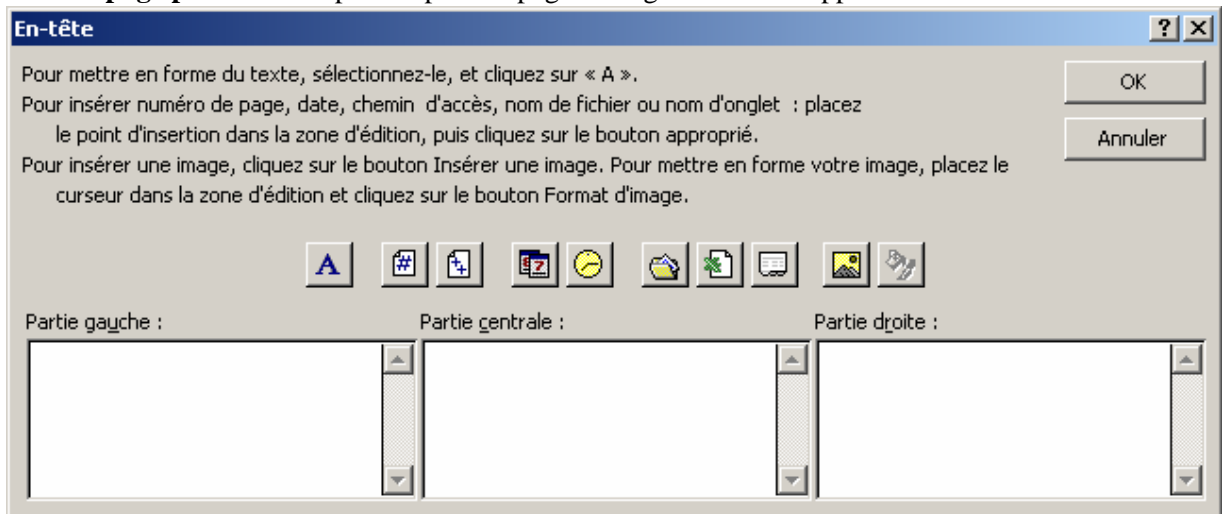 En-tête
Pour mettre en forme du texte, sélectionnez-le, et cliquez sur « A ».
OK
Pour insérer numéro de page, date, chemin d'accès, nom de fichier ou nom d'onglet : placez
le point d'insertion dans la zone d'édition, puis cliquez sur le bouton approprié.
Annuler
Pour insérer une image, cliquez sur le bouton Insérer une image. Pour mettre en forme votre image, placez le
curseur dans la zone d'édition et cliquez sur le bouton Format d'image.
A
Partie gauche : Partie centrale : Partie droite :